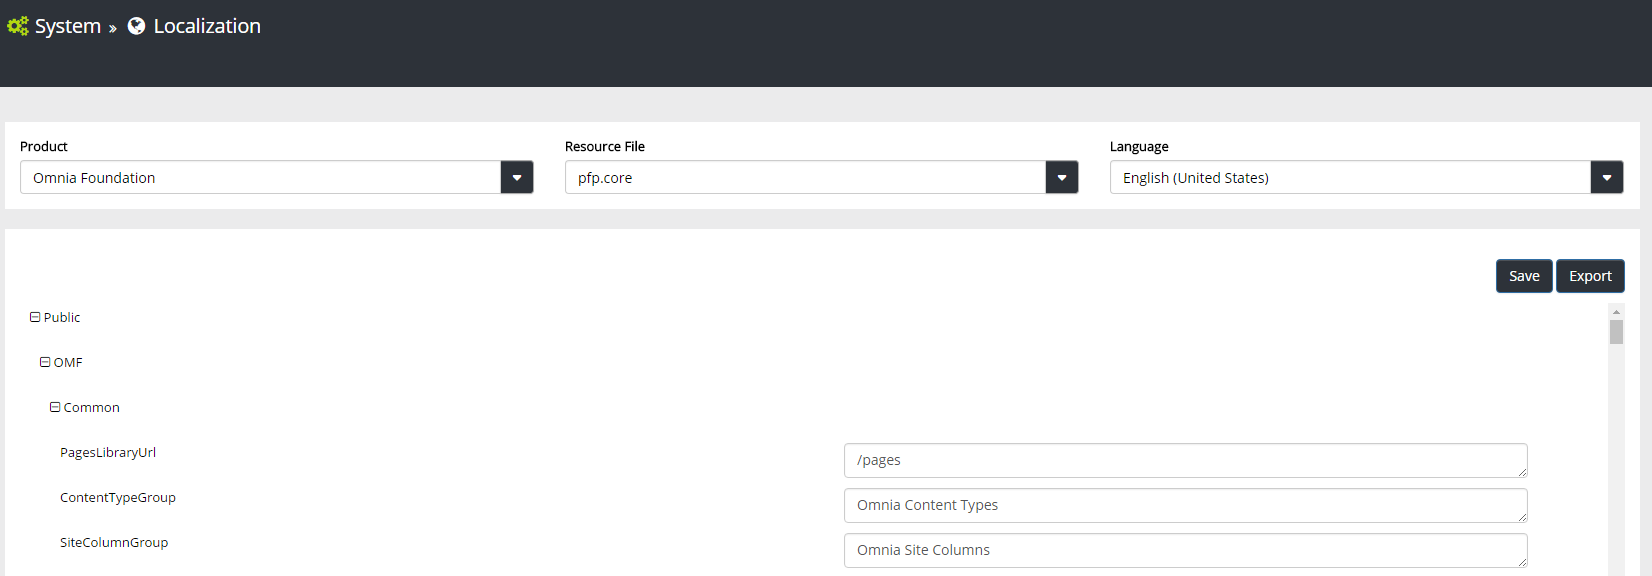 System » Localization
Product Resource File Language
Omnia Foundation pfp.core English (United States)
Save Export
Public
OMF
Common
PagesLibraryUrl /pages
ContentTypeGroup Omnia Content Types
SiteColumnGroup Omnia Site Columns